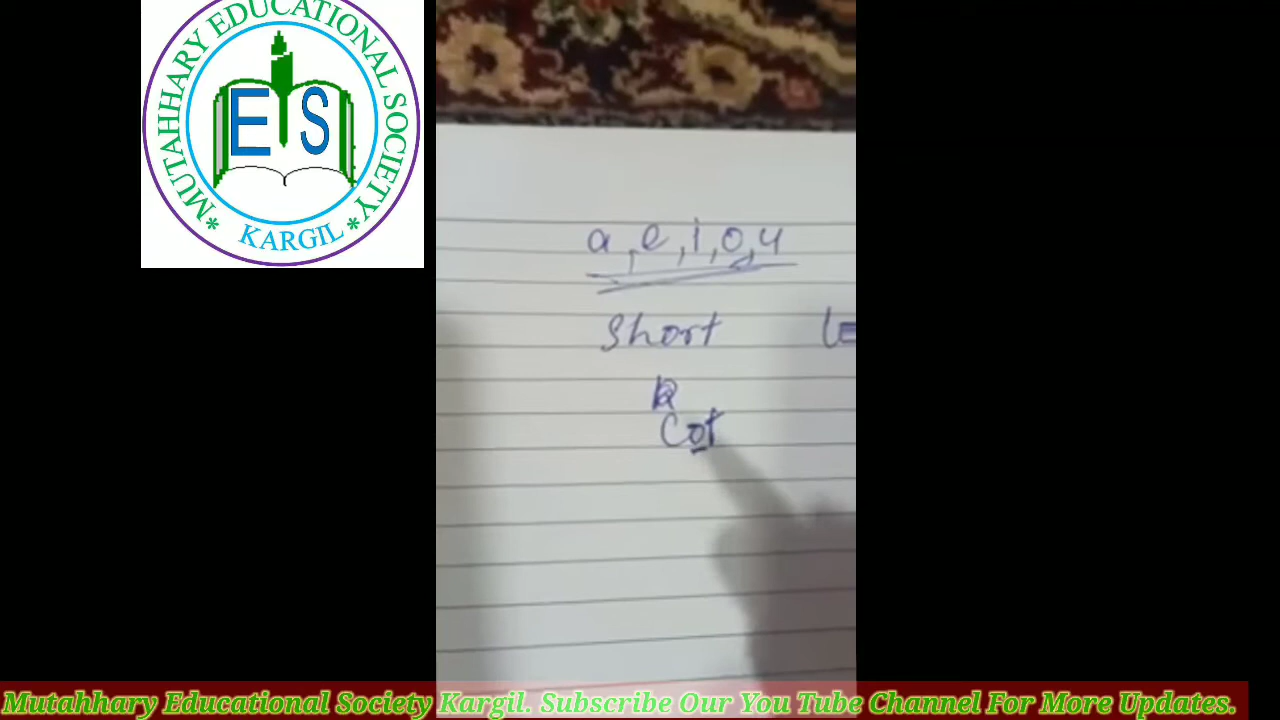 MUTAHHARY EDUCATIONAL SOCIETY
E S
* KARGIL *
a, e, i, o, u
Short
Cot
Mutahhary Educational Society Kargil. Subscribe Our You Tube Channel For More Updates.